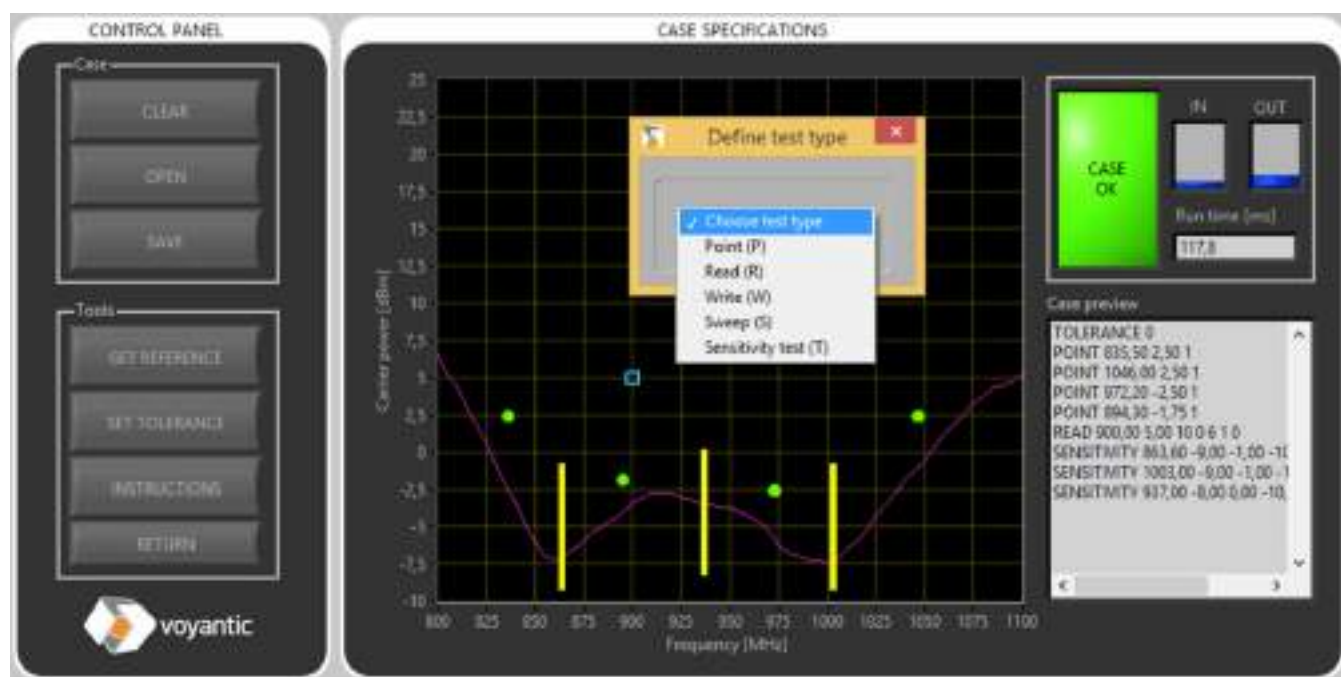 CONTROL PANEL
Case
CLEAR
OPEN
SAVE
Tools
GET REFERENCE
SET TOLERANCE
INSTRUCTIONS
RETURN
voyantic
CASE SPECIFICATIONS
Carrier power [dBm]
25
22,5
20
17,5
15
12,5
10
7,5
5
2,5
0
-2,5
-5
-7,5
-10
800 825 850 875 900 925 950 975 1000 1025 1050 1075 1100
Frequency [MHz]
Define test type
Choose test type
Point (P)
Read (R)
Write (W)
Sweep (S)
Sensitivity test (T)
CASE
OK
IN OUT
Run time [ms]
117,8
Case preview
TOLERANCE 0
POINT 835,50 2,50 1
POINT 1046,00 2,50 1
POINT 972,20 -2,50 1
POINT 894,30 -1,75 1
READ 900,00 5,00 10 0 6 1 0
SENSITIVITY 863,60 -9,00 -1,00 -10
SENSITIVITY 1003,00 -9,00 -1,00 -1
SENSITIVITY 937,00 -8,00 0,00 -10,